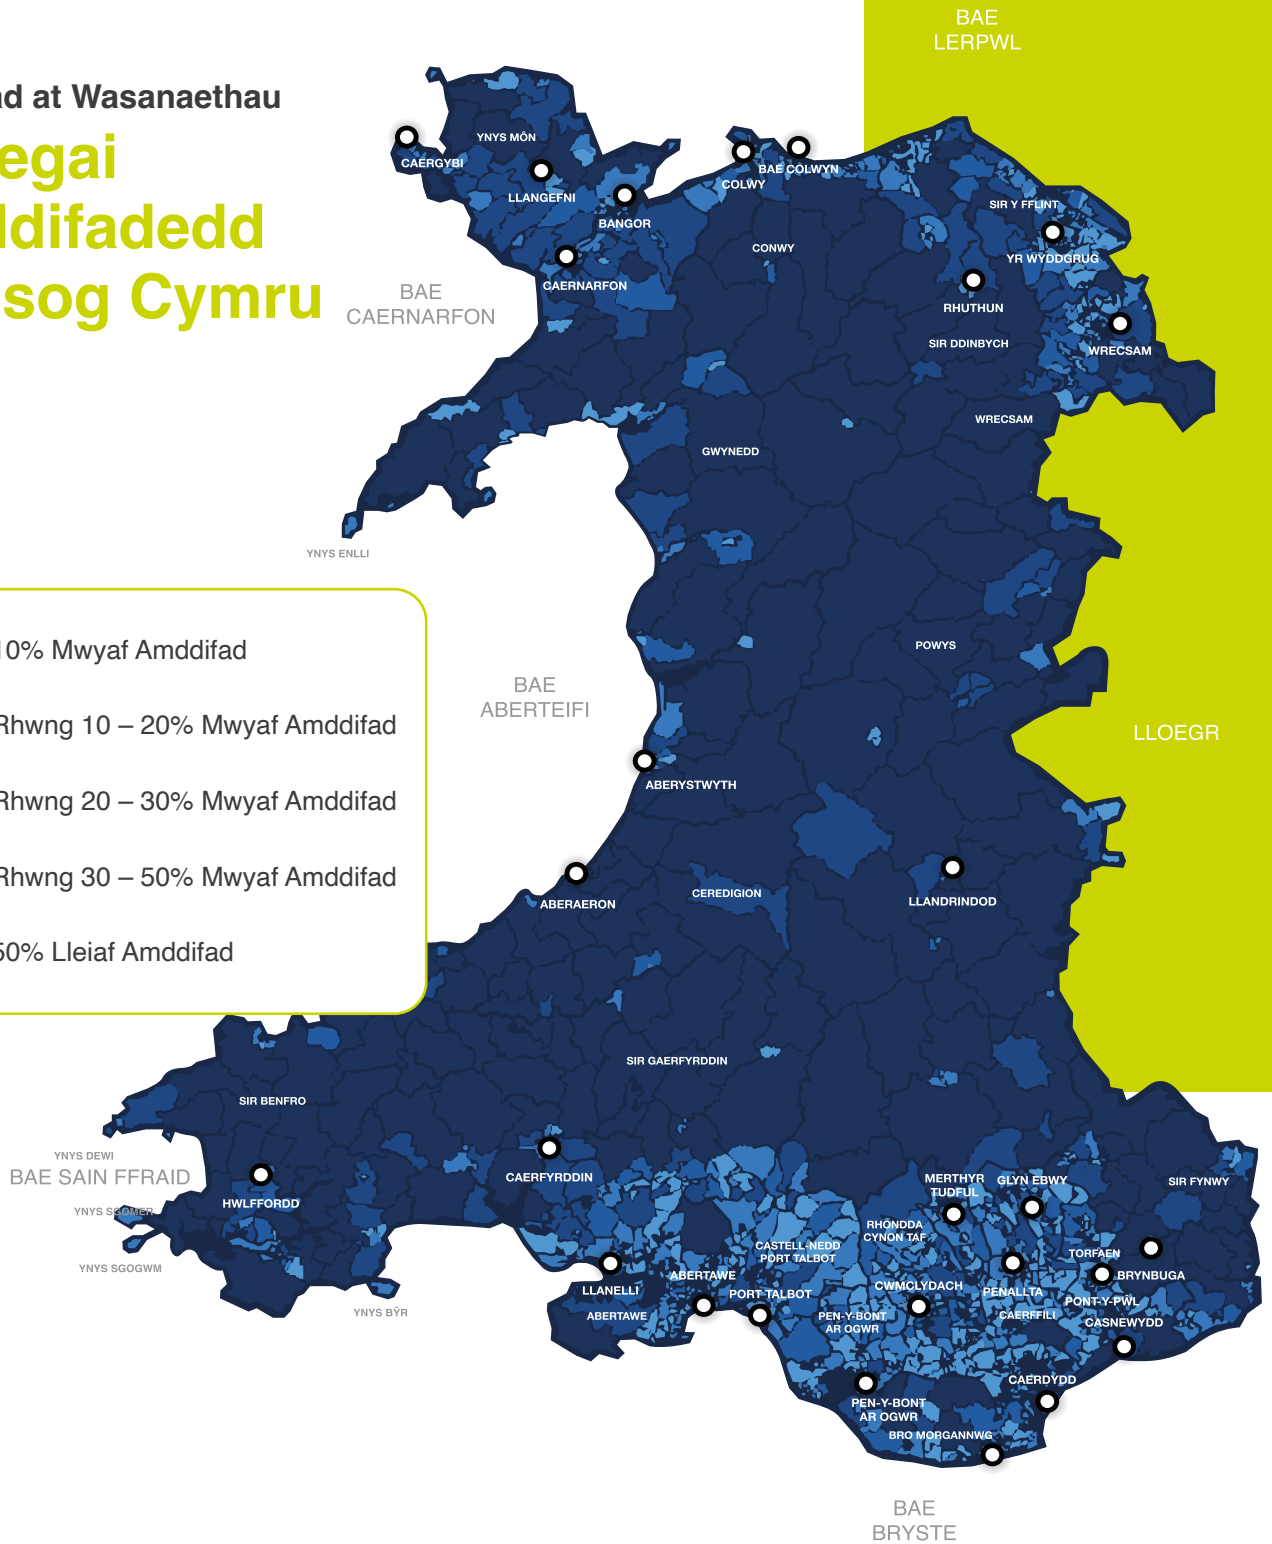 BAE
LERPWL
ad at Wasanaethau
egai
ddifadedd
sog Cymru
YNYS MÔN
CAERGYBI
LLANGEFNI
BANGOR
CAERNARFON
BAE COLWYN
COLWY
CONWY
SIR Y FFLINT
YR WYDDGRUG
RHUTHUN
SIR DDINBYCH
WRECSAM
WRECSAM
BAE
CAERNARFON
GWYNEDD
YNYS ENLLI
10% Mwyaf Amddifad
Rhwng 10 – 20% Mwyaf Amddifad
Rhwng 20 – 30% Mwyaf Amddifad
Rhwng 30 – 50% Mwyaf Amddifad
50% Lleiaf Amddifad
BAE
ABERTEIFI
POWYS
LLOEGR
ABERYSTWYTH
ABERAERON
CEREDIGION
LLANDRINDOD
SIR GAERFYRDDIN
SIR BENFRO
YNYS DEWI
BAE SAIN FFRAID
YNYS SGOMER
HWLFFORDD
YNYS SGOGWM
YNYS BŶR
CAERFYRDDIN
LLANELLI
ABERTAWE
ABERTAWE
PORT TALBOT
CASTELL-NEDD
PORT TALBOT
RHONDDA
CYNON TAF
MERTHYR
TUDFUL
GLYN EBWY
SIR FYNWY
TORFAEN
BRYNBUGA
CWMCLYDACH
PENALLTA
PONT-Y-PŴL
PEN-Y-BONT
AR OGWR
CAERFFILI
CASNEWYDD
CAERDYDD
PEN-Y-BONT
AR OGWR
BRO MORGANNWG
BAE
BRYSTE